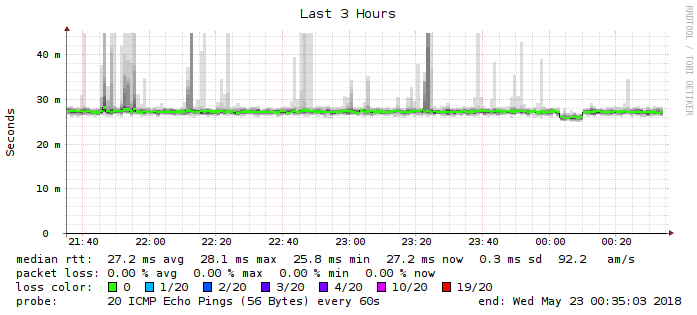 Last 3 Hours
RRDTOOL / TOBI OETIKER
Seconds
40 m
30 m
20 m
10 m
0
21:40 22:00 22:20 22:40 23:00 23:20 23:40 00:00 00:20
median rtt: 27.2 ms avg 28.1 ms max 25.8 ms min 27.2 ms now 0.3 ms sd 92.2 am/s
packet loss: 0.00 % avg 0.00 % max 0.00 % min 0.00 % now
loss color: 0 1/20 2/20 3/20 4/20 10/20 19/20
probe: 20 ICMP Echo Pings (56 Bytes) every 60s end: Wed May 23 00:35:03 2018